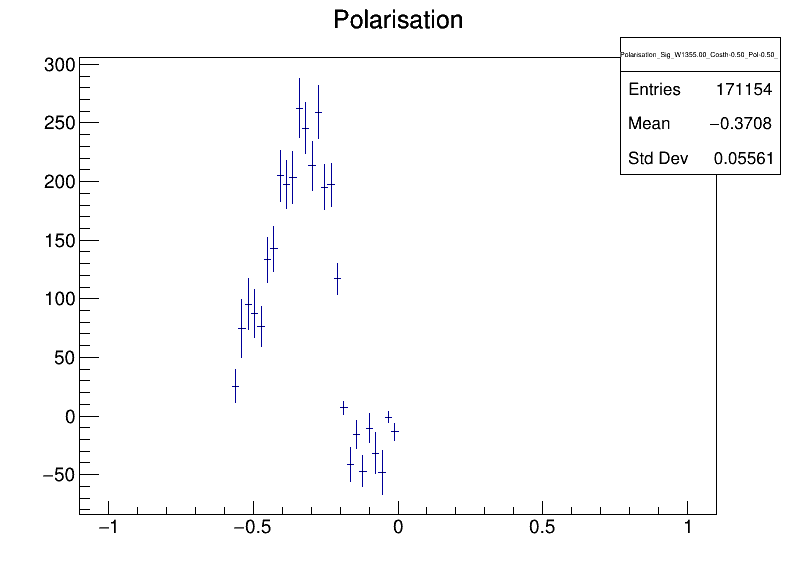 Polarisation
Polarisation_Sig_W1355.00_Costh-0.50_Pol-0.50_
Entries 171154
Mean −0.3708
Std Dev 0.05561
300
250
200
150
100
50
0
−50
−1 −0.5 0 0.5 1